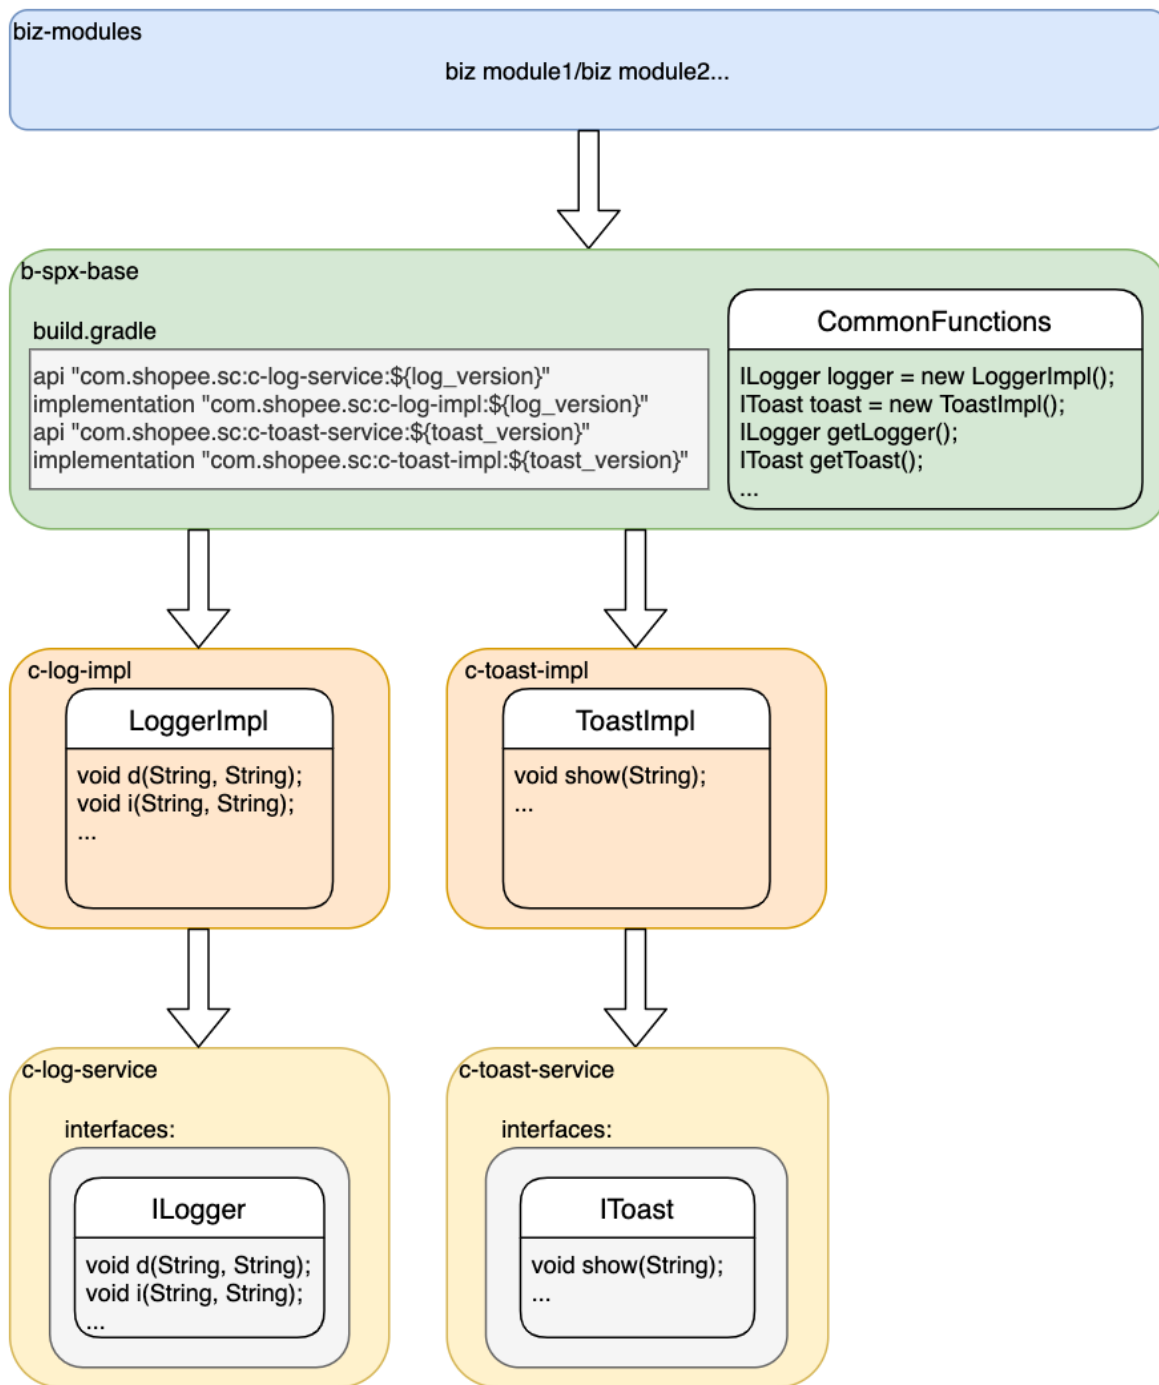 biz-modules
biz module1/biz module2...
b-spx-base
build.gradle
api "com.shopee.sc:c-log-service:${log_version}"
implementation "com.shopee.sc:c-log-impl:${log_version}"
api "com.shopee.sc:c-toast-service:${toast_version}"
implementation "com.shopee.sc:c-toast-impl:${toast_version}"
CommonFunctions
ILogger logger = new LoggerImpl();
IToast toast = new ToastImpl();
ILogger getLogger();
IToast getToast();
...
c-log-impl
LoggerImpl
void d(String, String);
void i(String, String);
...
c-toast-impl
ToastImpl
void show(String);
...
c-log-service
interfaces:
ILogger
void d(String, String);
void i(String, String);
...
c-toast-service
interfaces:
IToast
void show(String);
...